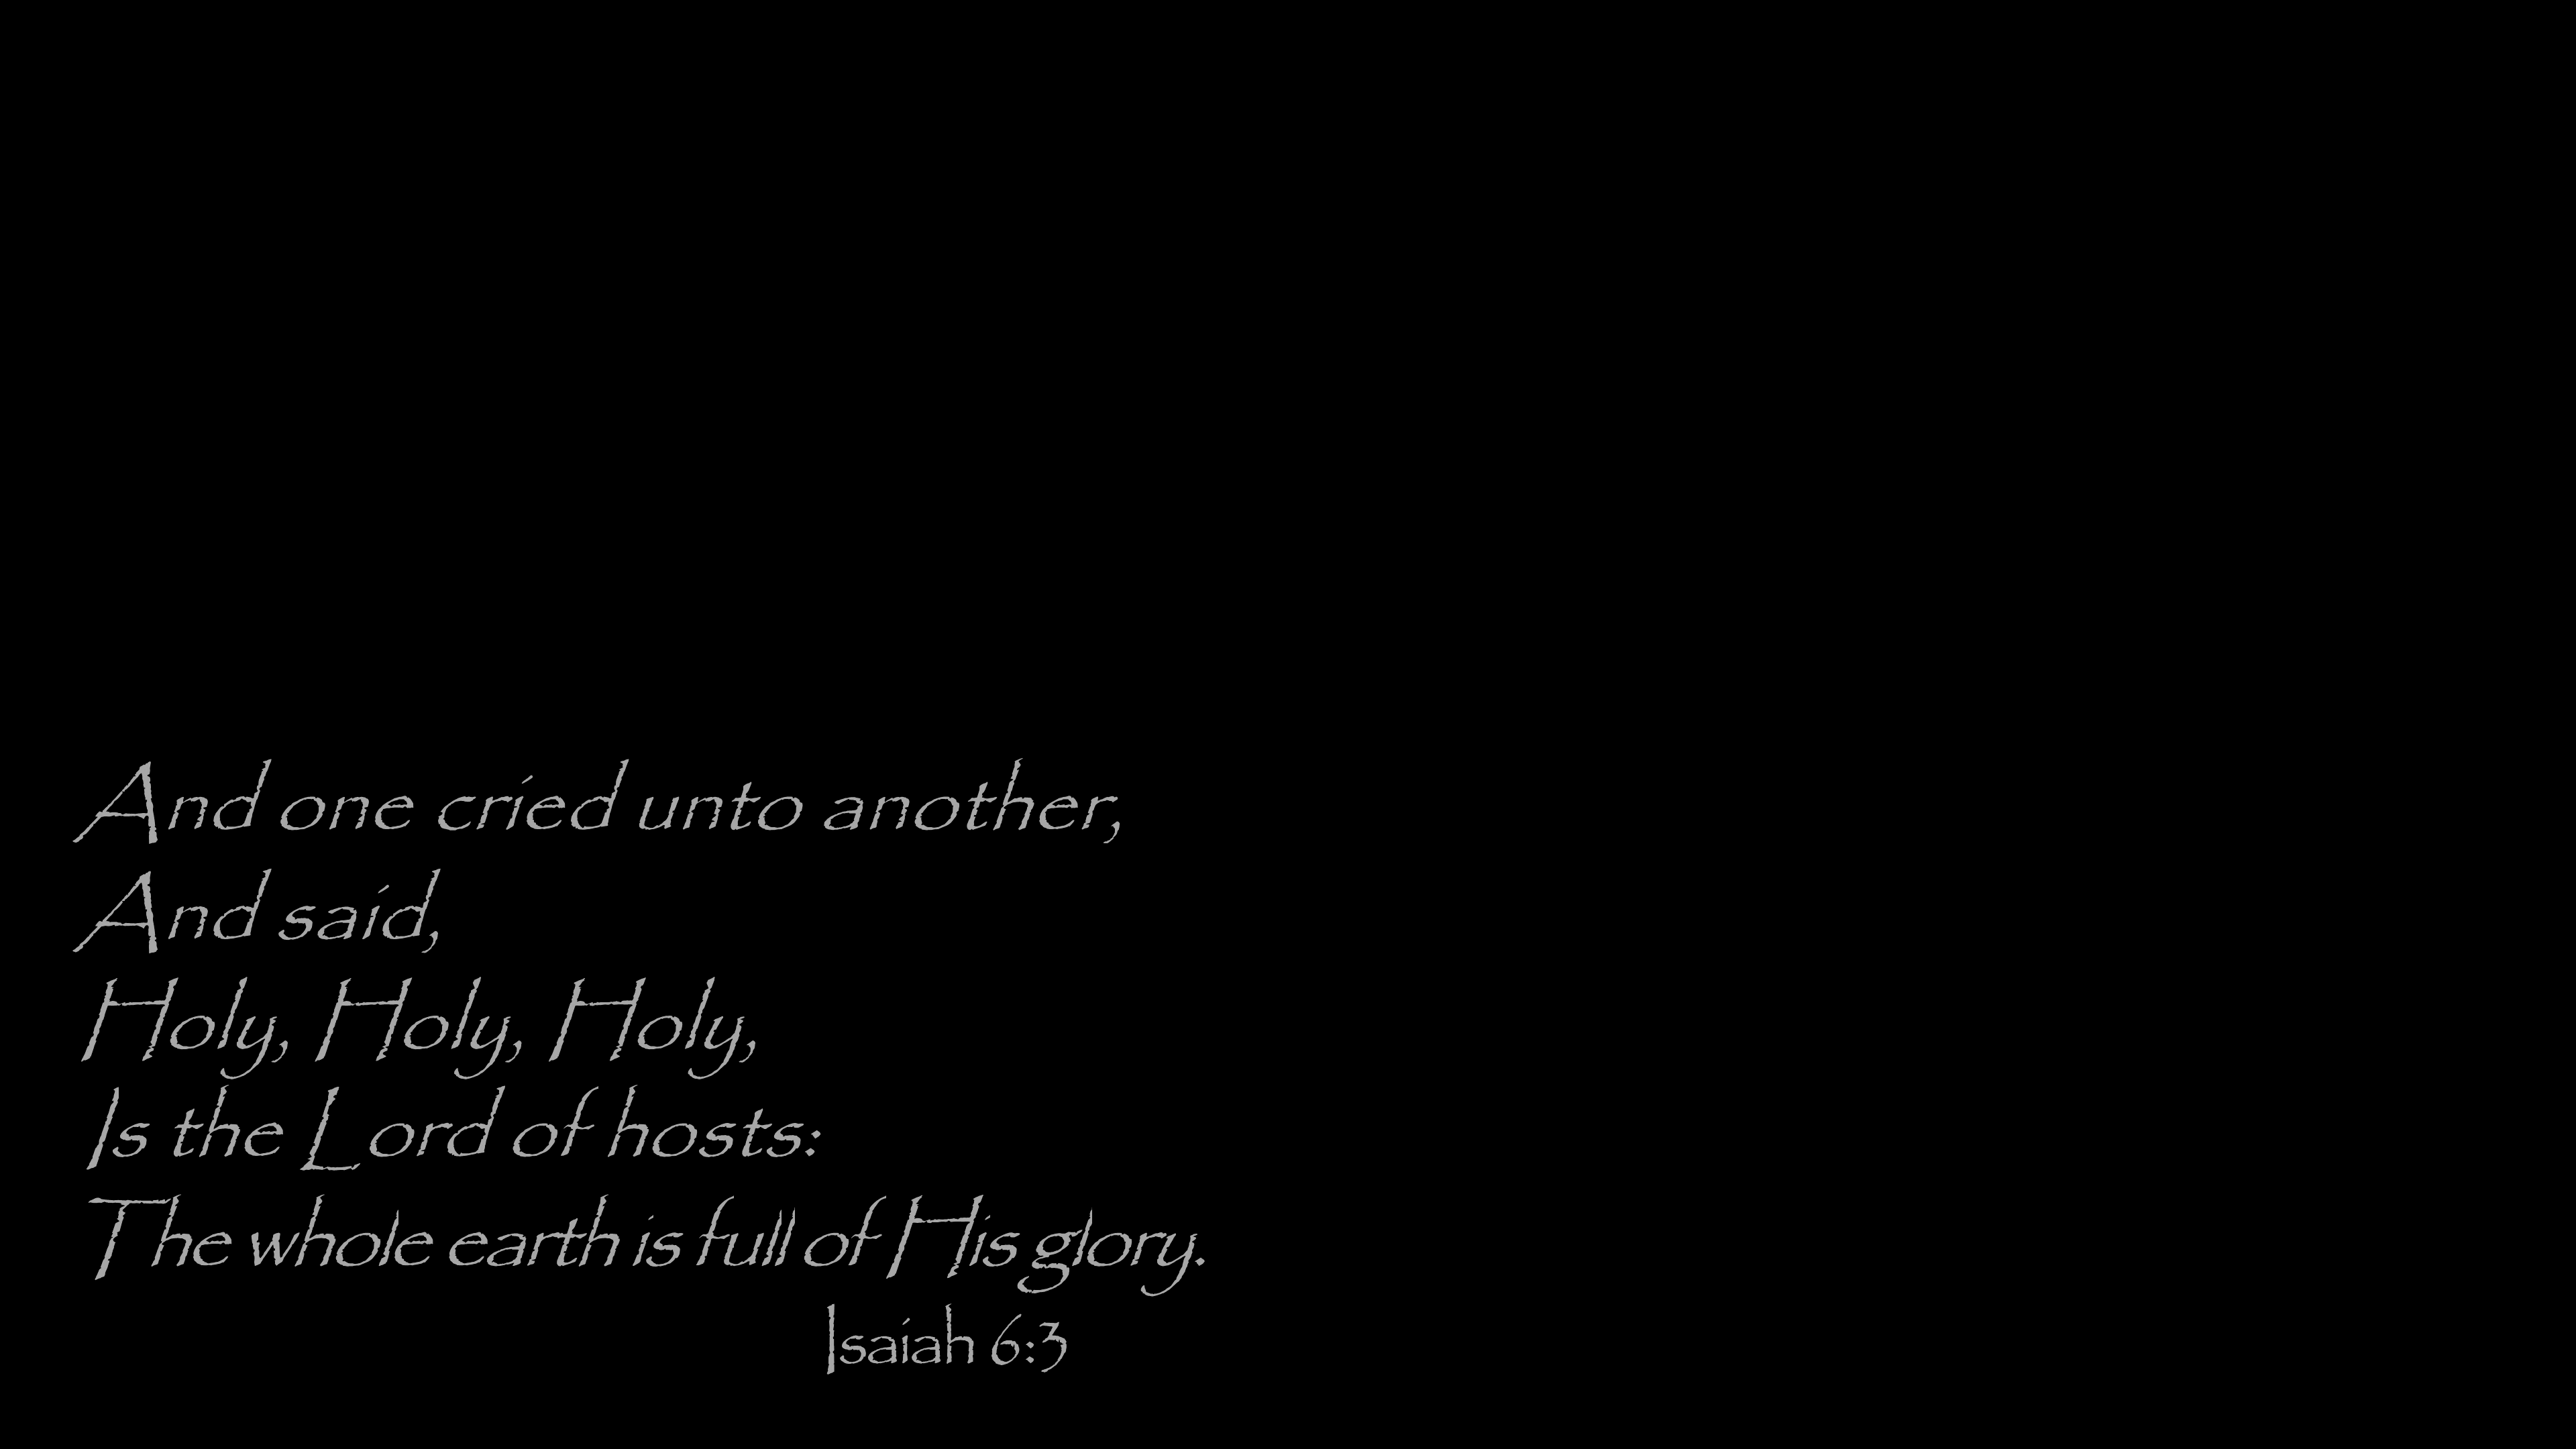 And one cried unto another,
And said,
Holy, Holy, Holy,
Is the Lord of hosts:
The whole earth is full of His glory.
Isaiah 6:3